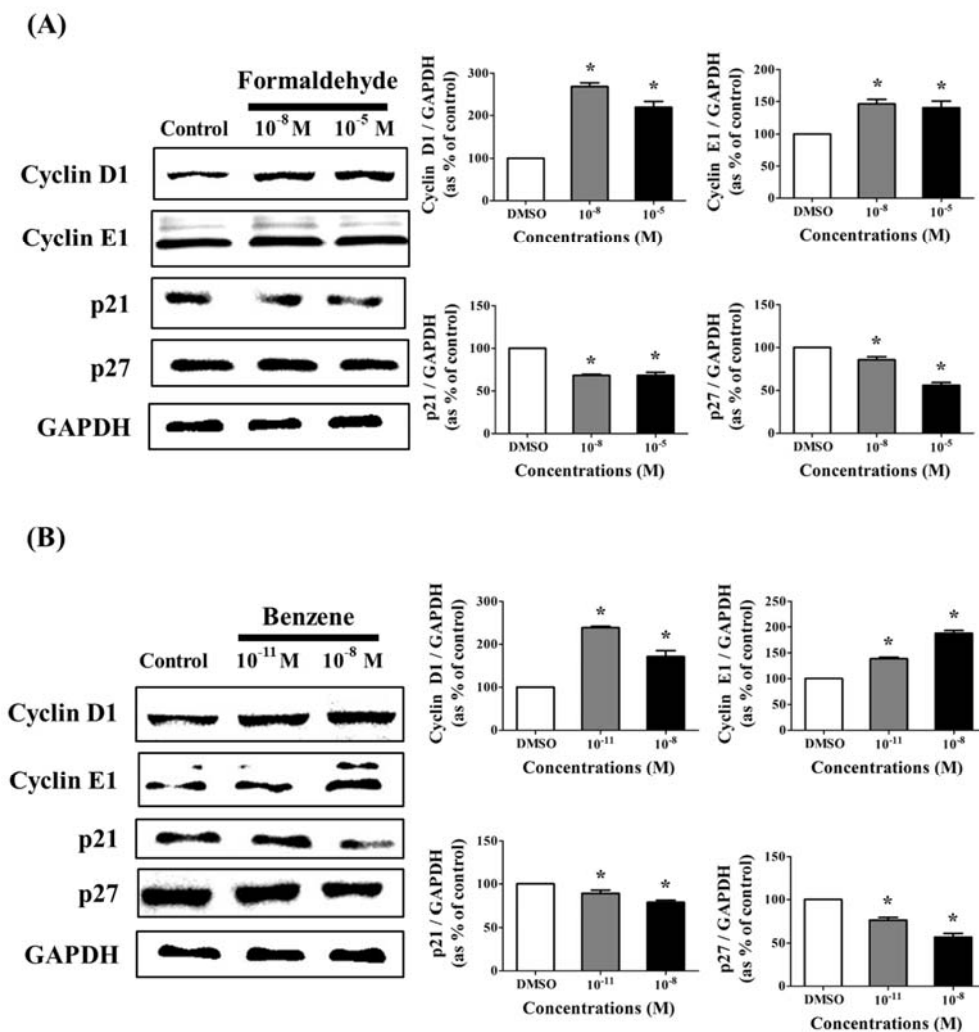 (A)
Formaldehyde
Control 10⁻⁸ M 10⁻⁵ M
Cyclin D1
Cyclin E1
p21
p27
GAPDH
Cyclin D1 / GAPDH
(as % of control)
300
200
100
0
DMSO 10⁻⁸ 10⁻⁵
* *
Concentrations (M)
Cyclin E1 / GAPDH
(as % of control)
200
150
100
50
0
DMSO 10⁻⁸ 10⁻⁵
* *
Concentrations (M)
p21 / GAPDH
(as % of control)
150
100
50
0
DMSO 10⁻⁸ 10⁻⁵
* *
Concentrations (M)
p27 / GAPDH
(as % of control)
150
100
50
0
DMSO 10⁻⁸ 10⁻⁵
* *
Concentrations (M)
(B)
Benzene
Control 10⁻¹¹ M 10⁻⁸ M
Cyclin D1
Cyclin E1
p21
p27
GAPDH
Cyclin D1 / GAPDH
(as % of control)
300
200
100
0
DMSO 10⁻¹¹ 10⁻⁸
* *
Concentrations (M)
Cyclin E1 / GAPDH
(as % of control)
250
200
150
100
50
0
DMSO 10⁻¹¹ 10⁻⁸
* *
Concentrations (M)
p21 / GAPDH
(as % of control)
150
100
50
0
DMSO 10⁻¹¹ 10⁻⁸
* *
Concentrations (M)
p27 / GAPDH
(as % of control)
150
100
50
0
DMSO 10⁻¹¹ 10⁻⁸
* *
Concentrations (M)